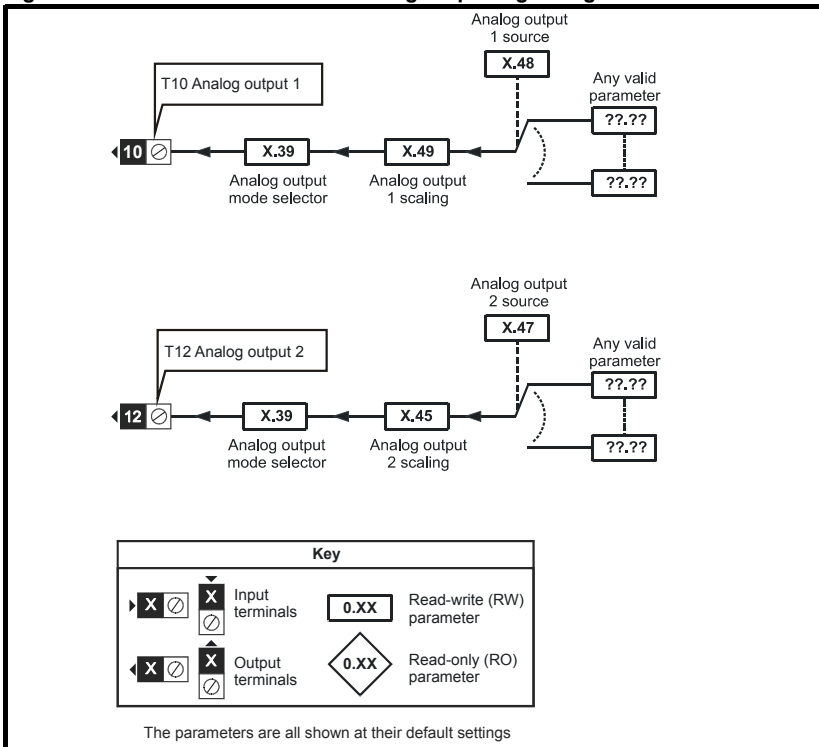 Analog output
1 source
X.48
Any valid
parameter
??.??
??.??
T10 Analog output 1
10
X.39
X.49
Analog output
mode selector
Analog output
1 scaling
Analog output
2 source
X.47
Any valid
parameter
??.??
??.??
T12 Analog output 2
12
X.39
X.45
Analog output
mode selector
Analog output
2 scaling
Key
X
X
Input
terminals
0.XX
Read-write (RW)
parameter
X
X
Output
terminals
0.XX
Read-only (RO)
parameter
The parameters are all shown at their default settings